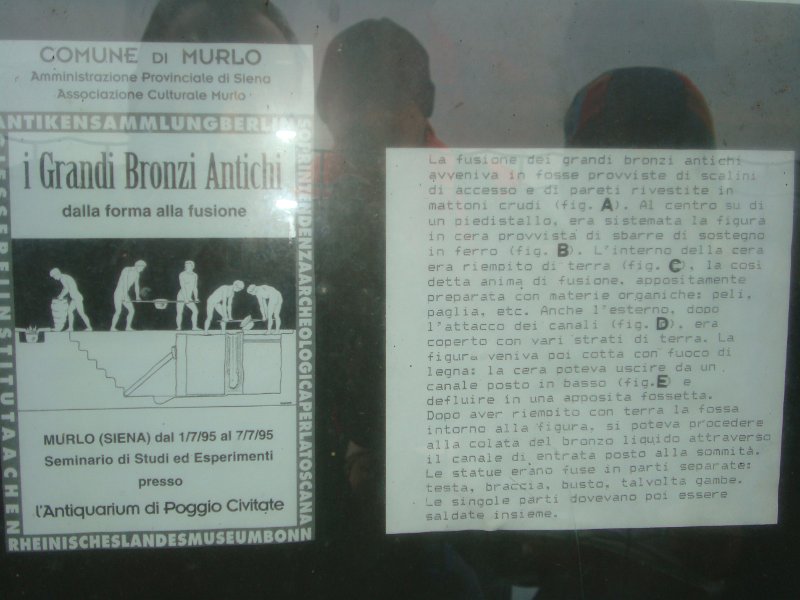 COMUNE DI MURLO
Amministrazione Provinciale di Siena
Associazione Culturale Murlo
ANTIKENSAMMLUNGBERLIN
SOPRINTENDENZAARCHEOLOGICAPERLATOSCANA
GIESSEREIINSTITUTAACHEN
RHEINISCHESLANDESMUSEUMBONN
i Grandi Bronzi Antichi
dalla forma alla fusione
MURLO (SIENA) dal 1/7/95 al 7/7/95
Seminario di Studi ed Esperimenti
presso
l'Antiquarium di Poggio Civitate
La fusione dei grandi bronzi antichi
avveniva in fosse provviste di scalini
di accesso e di pareti rivestite in
mattoni crudi (fig. A). Al centro su di
un piedistallo, era sistemata la figura
in cera provvista di sbarre di sostegno
in ferro (fig. B). L'interno della cera
era riempito di terra (fig. C), la così
detta anima di fusione, appositamente
preparata con materie organiche: peli,
paglia, etc. Anche l'esterno, dopo
l'attacco dei canali (fig. D), era
coperto con vari strati di terra. La
figura veniva poi cotta con fuoco di
legna: la cera poteva uscire da un
canale posto in basso (fig. E e
defluire in una apposita fossetta.
Dopo aver riempito con terra la fossa
intorno alla figura, si poteva procedere
alla colata del bronzo liquido attraverso
il canale di entrata posto alla sommità.
Le statue erano fuse in parti separate:
testa, braccia, busto, talvolta gambe.
Le singole parti dovevano poi essere
saldate insieme.